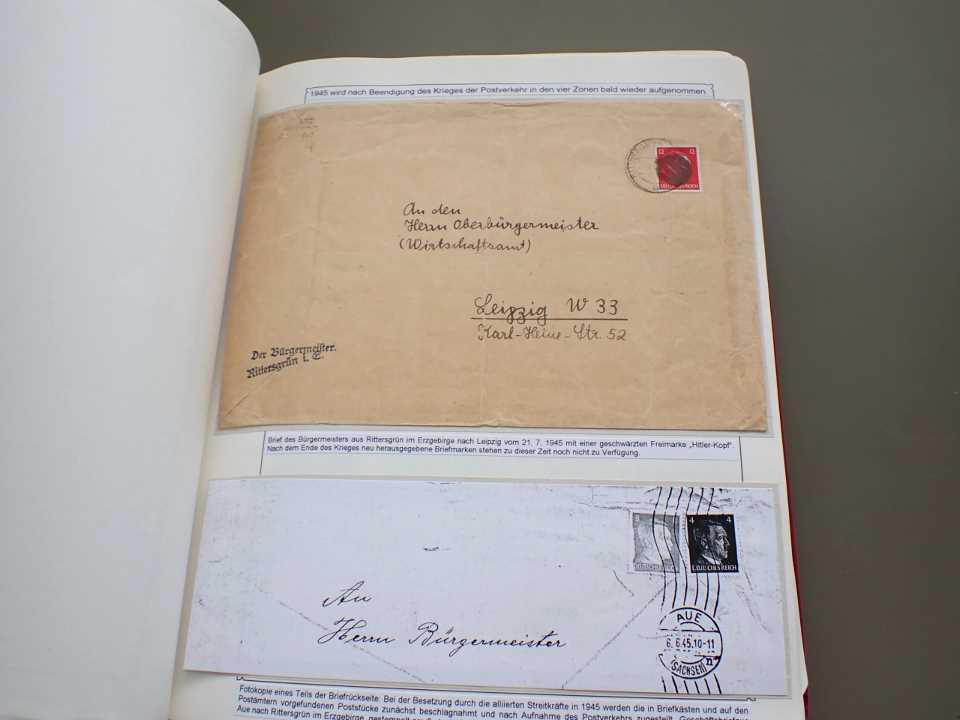 1945 wird nach Beendigung des Krieges der Postverkehr in den vier Zonen bald wieder aufgenommen.
12 12
An den
Herrn Oberbürgermeister
(Wirtschaftsamt)
Leipzig W 33
Karl-Heine-Str. 52
Der Bürgermeister.
Rittersgrün i. E.
Brief des Bürgermeisters aus Rittersgrün im Erzgebirge nach Leipzig vom 21. 7. 1945 mit einer geschwärzten Freimarke „Hitler-Kopf".
Nach dem Ende des Krieges neu herausgegebene Briefmarken stehen zu dieser Zeit noch nicht zu Verfügung.
4 4
An
Herrn Bürgermeister
AUE
6.6.45.10-11
(SACHSEN) n
Fotokopie eines Teils der Briefrückseite: Bei der Besetzung durch die alliierten Streitkräfte in 1945 werden die in Briefkästen und auf den
Postämtern vorgefundenen Poststücke zunächst beschlagnahmt und nach Aufnahme des Postverkehrs zugestellt.
Aue nach Rittersgrün im Erzgebirge,